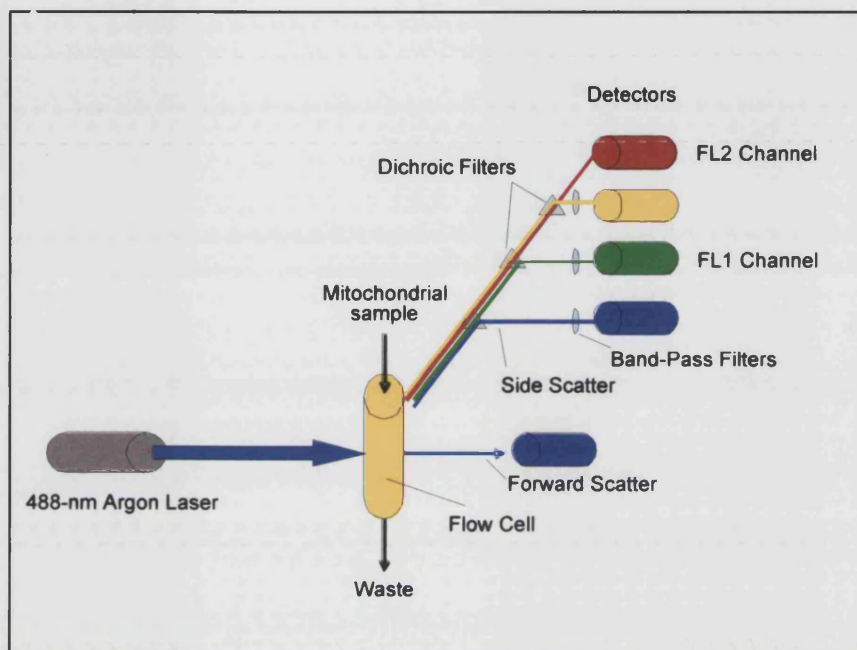 Detectors
FL2 Channel
Dichroic Filters
FL1 Channel
Mitochondrial
sample
Band-Pass Filters
Side Scatter
Forward Scatter
488-nm Argon Laser
Flow Cell
Waste